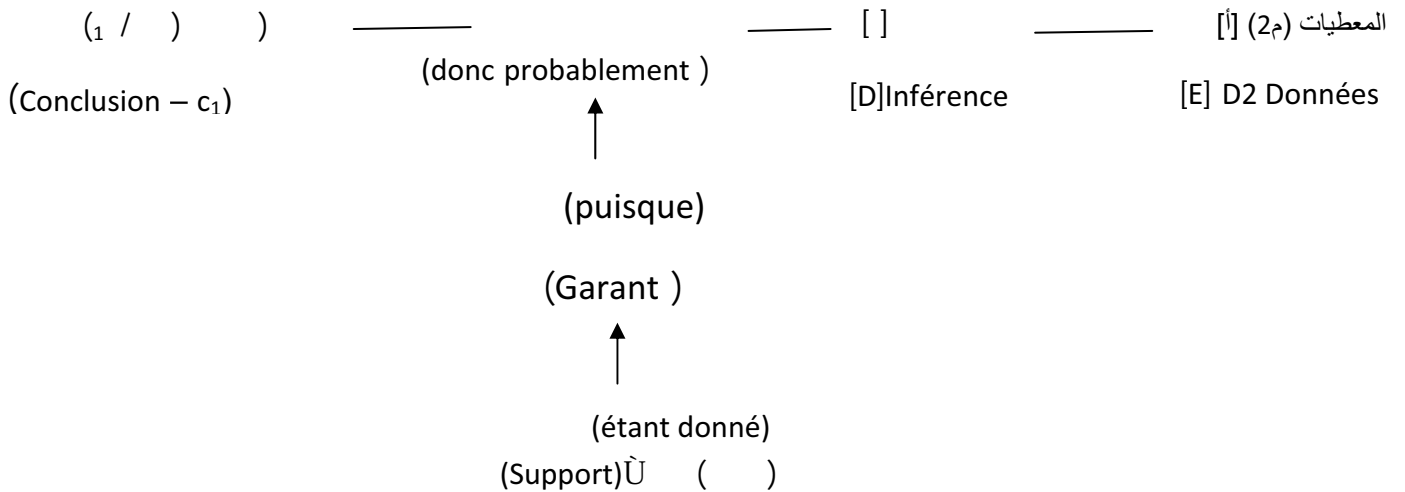 المعطيات (م2) [أ] [ ] ( / 1)
(donc probablement )
(Conclusion – c₁) [D]Inférence [E] D2 Données
(puisque)
(Garant )
(étant donné)
(Support)Ù ( )